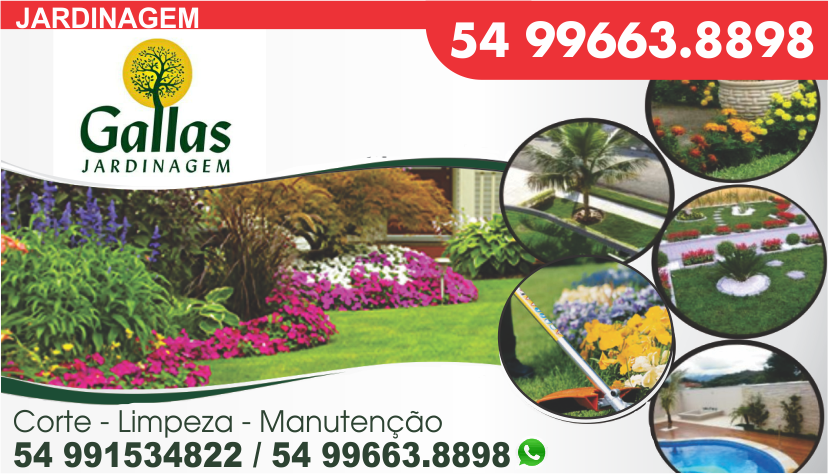 JARDINAGEM
54 99663.8898
Gallas
JARDINAGEM
Corte - Limpeza - Manutenção
54 991534822 / 54 99663.8898